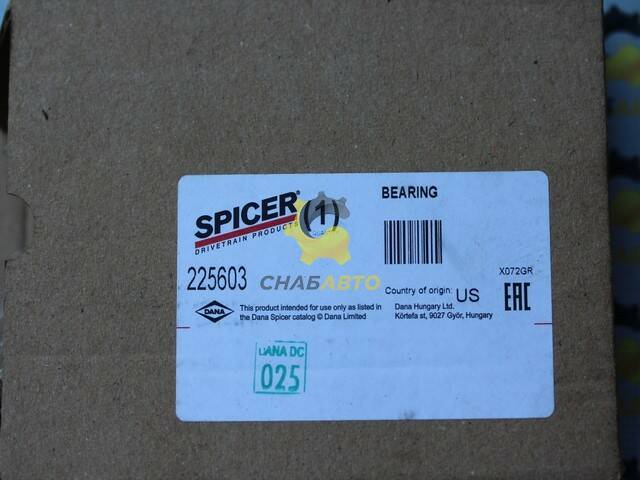 BEARING
SPICER®
(1)
DRIVETRAIN PRODUCTS
225603
СНАБАВТО
X072GR
Country of origin: US
EAC
DANA
This product intended for use only as listed in
the Dana Spicer catalog © Dana Limited
Dana Hungary Ltd.
Körtefa st, 9027 Győr, Hungary
DANA DC
025